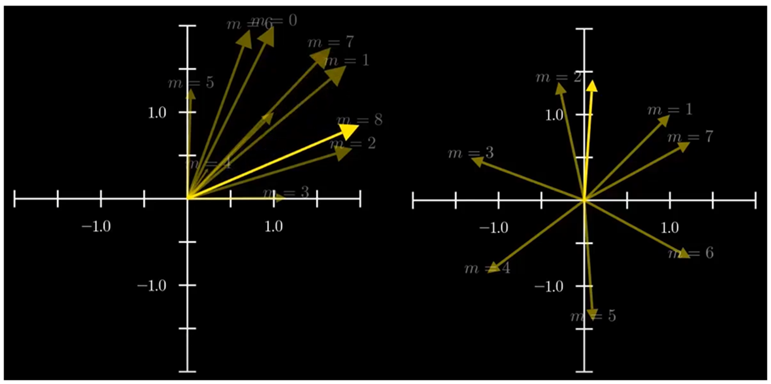 m = 6
m = 0
m = 7
m = 1
m = 5
1.0
m = 8
m = 2
m = 4
m = 3
−1.0
1.0
−1.0
m = 2
1.0
m = 1
m = 7
m = 3
−1.0
1.0
m = 6
m = 4
−1.0
m = 5